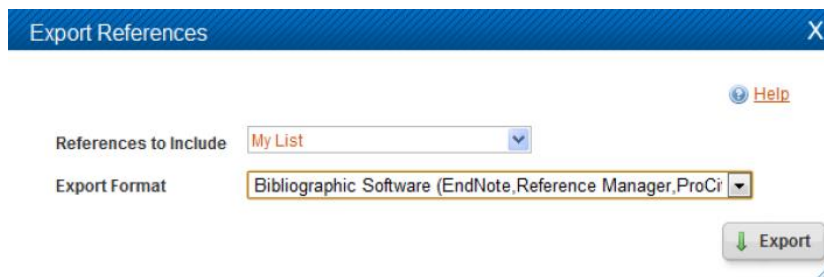 Export References X
Help
References to Include My List
Export Format Bibliographic Software (EndNote,Reference Manager,ProCi
Export